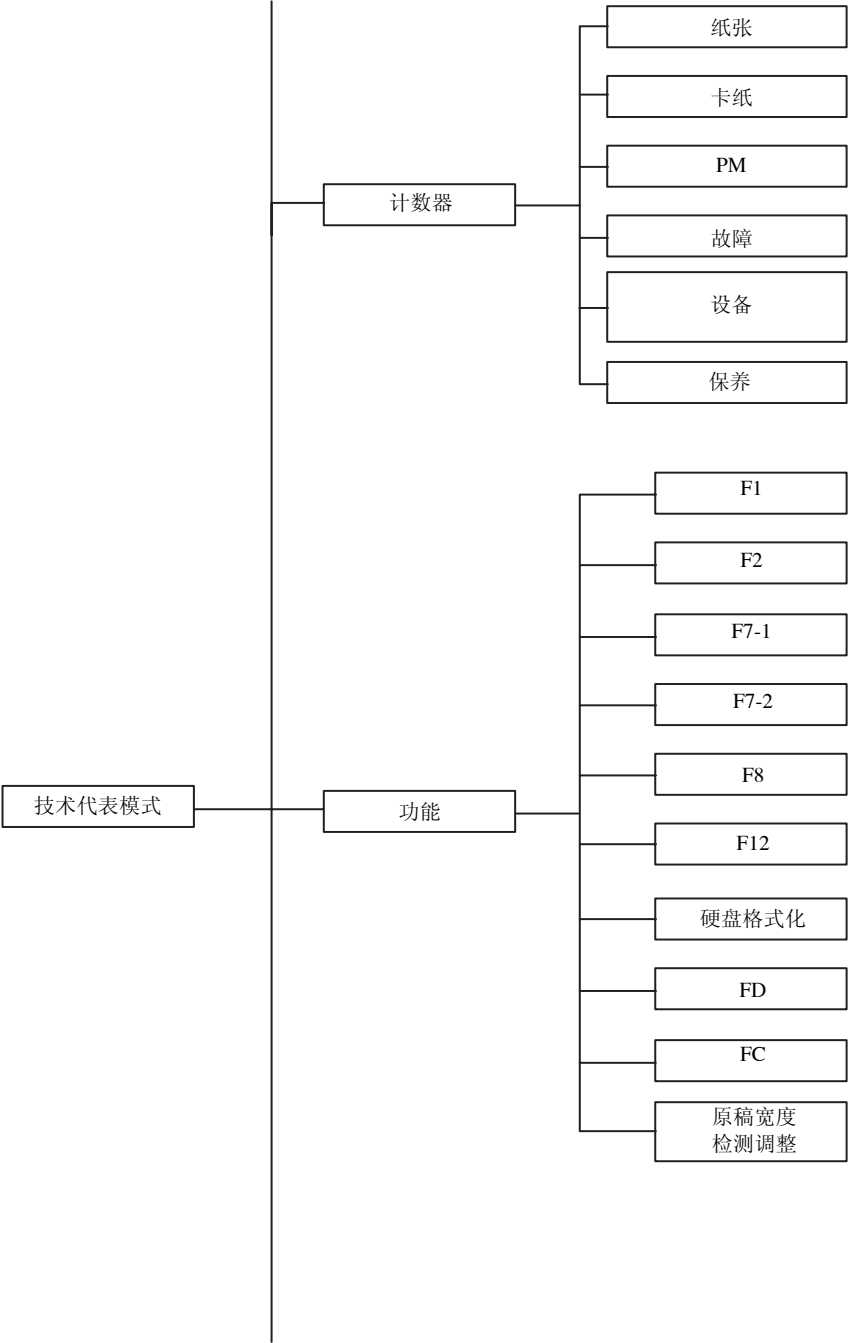 纸张
卡纸
PM
计数器
故障
设备
保养
F1
F2
F7-1
F7-2
F8
技术代表模式
功能
F12
硬盘格式化
FD
FC
原稿宽度
检测调整